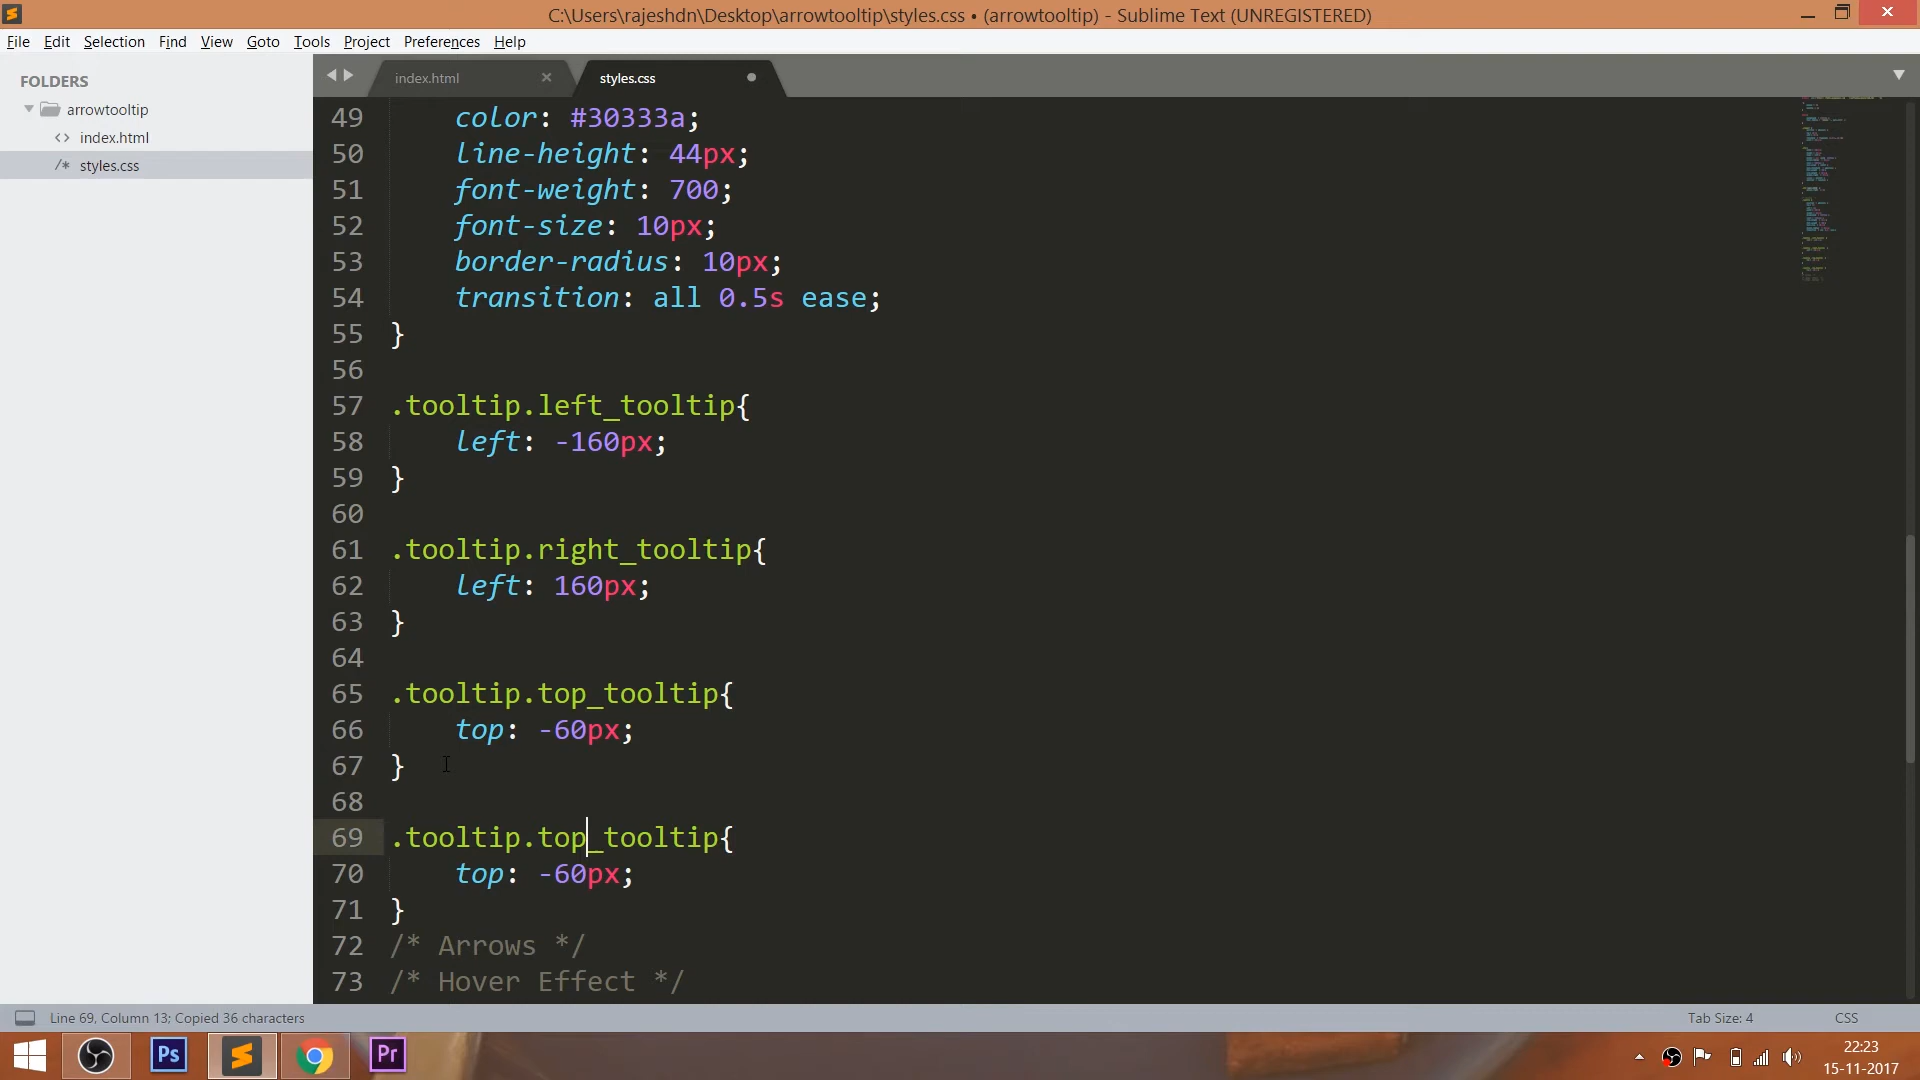 C:\Users\rajeshdn\Desktop\arrowtooltip\styles.css • (arrowtooltip) - Sublime Text (UNREGISTERED)
File Edit Selection Find View Goto Tools Project Preferences Help
FOLDERS
arrowtooltip
<> index.html
/* styles.css
index.html
styles.css
49 color: #30333a;
50 line-height: 44px;
51 font-weight: 700;
52 font-size: 10px;
53 border-radius: 10px;
54 transition: all 0.5s ease;
55 }
56
57 .tooltip.left_tooltip{
58 left: -160px;
59 }
60
61 .tooltip.right_tooltip{
62 left: 160px;
63 }
64
65 .tooltip.top_tooltip{
66 top: -60px;
67 }
68
69 .tooltip.top_tooltip{
70 top: -60px;
71 }
72 /* Arrows */
73 /* Hover Effect */
Line 69, Column 13; Copied 36 characters
Tab Size: 4
CSS
Ps
Pr
22:23
15-11-2017